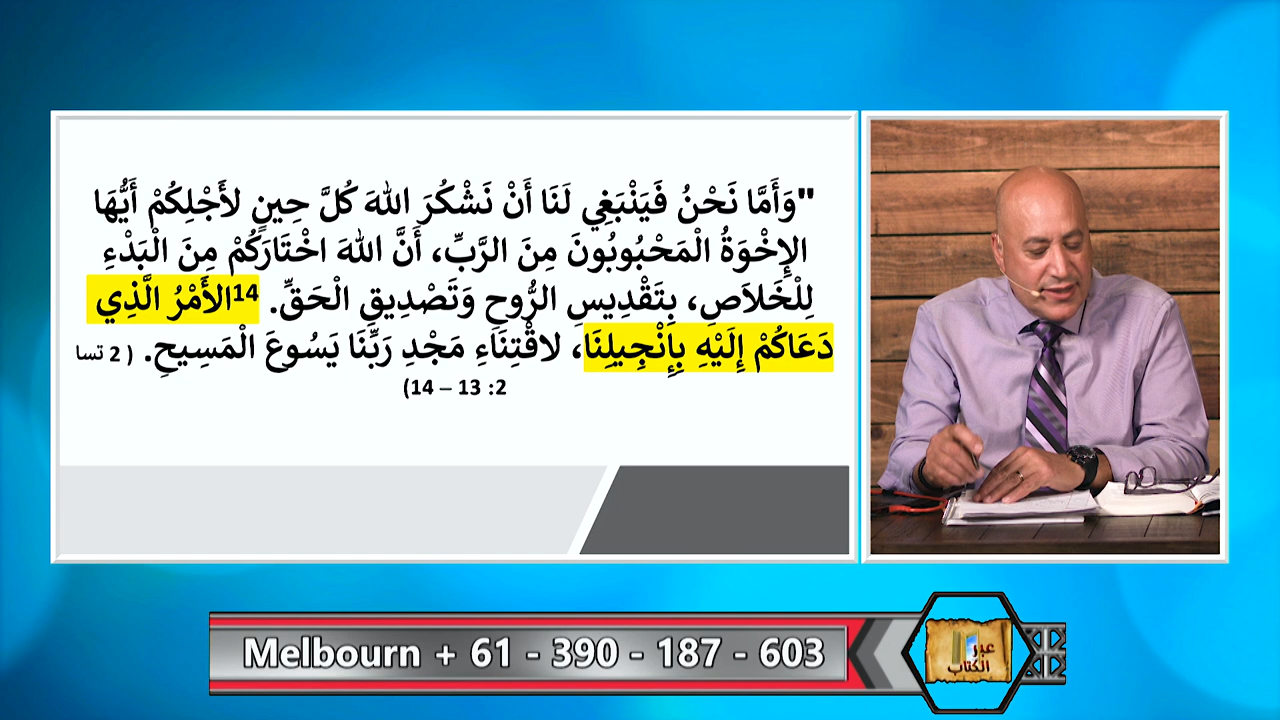 "وَأَمَّا نَحْنُ فَيَنْبَغِي لَنَا أَنْ نَشْكُرَ اللهَ كُلَّ حِينٍ لأَجْلِكُمْ أَيُّهَا
الإِخْوَةُ الْمَحْبُوبُونَ مِنَ الرَّبِّ، أَنَّ اللهَ اخْتَارَكُمْ مِنَ الْبَدْءِ
لِلْخَلاَصِ، بِتَقْدِيسِ الرُّوحِ وَتَصْدِيقِ الْحَقِّ. 14الأَمْرُ الَّذِي
دَعَاكُمْ إِلَيْهِ بِإِنْجِيلِنَا، لاقْتِنَاءِ مَجْدِ رَبِّنَا يَسُوعَ الْمَسِيحِ. ( 2 تسا
2: 13 – 14)
Melbourn + 61 - 390 - 187 - 603
عبر
الكتاب